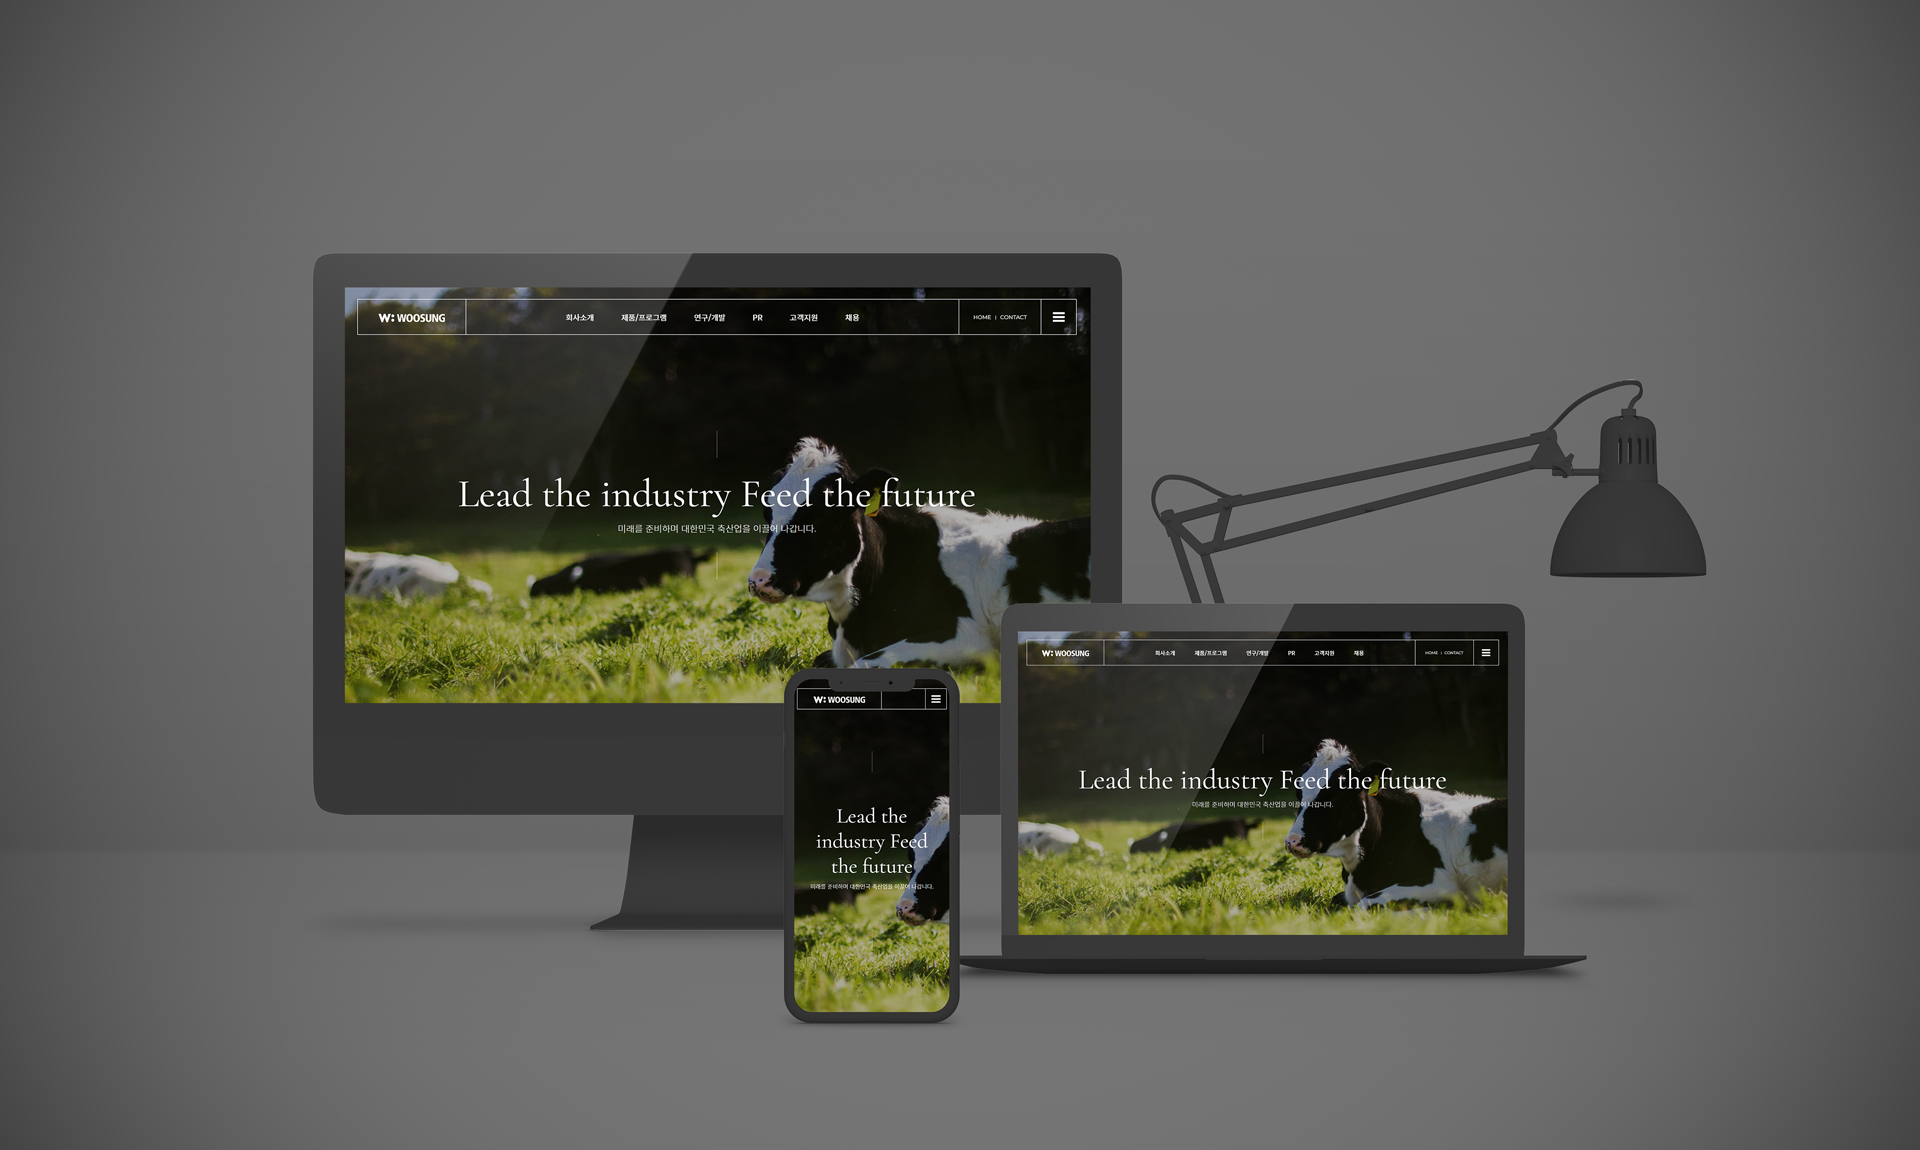 W: WOOSUNG
회사소개 제품/프로그램 연구/개발 PR 고객지원 채용
HOME | CONTACT
Lead the industry Feed the future
미래를 준비하며 대한민국 축산업을 이끌어 나갑니다.
W: WOOSUNG
Lead the
industry Feed
the future
미래를 준비하며 대한민국 축산업을 이끌어 나갑니다.
W: WOOSUNG
회사소개 제품/프로그램 연구/개발 PR 고객지원 채용
HOME | CONTACT
Lead the industry Feed the future
미래를 준비하며 대한민국 축산업을 이끌어 나갑니다.